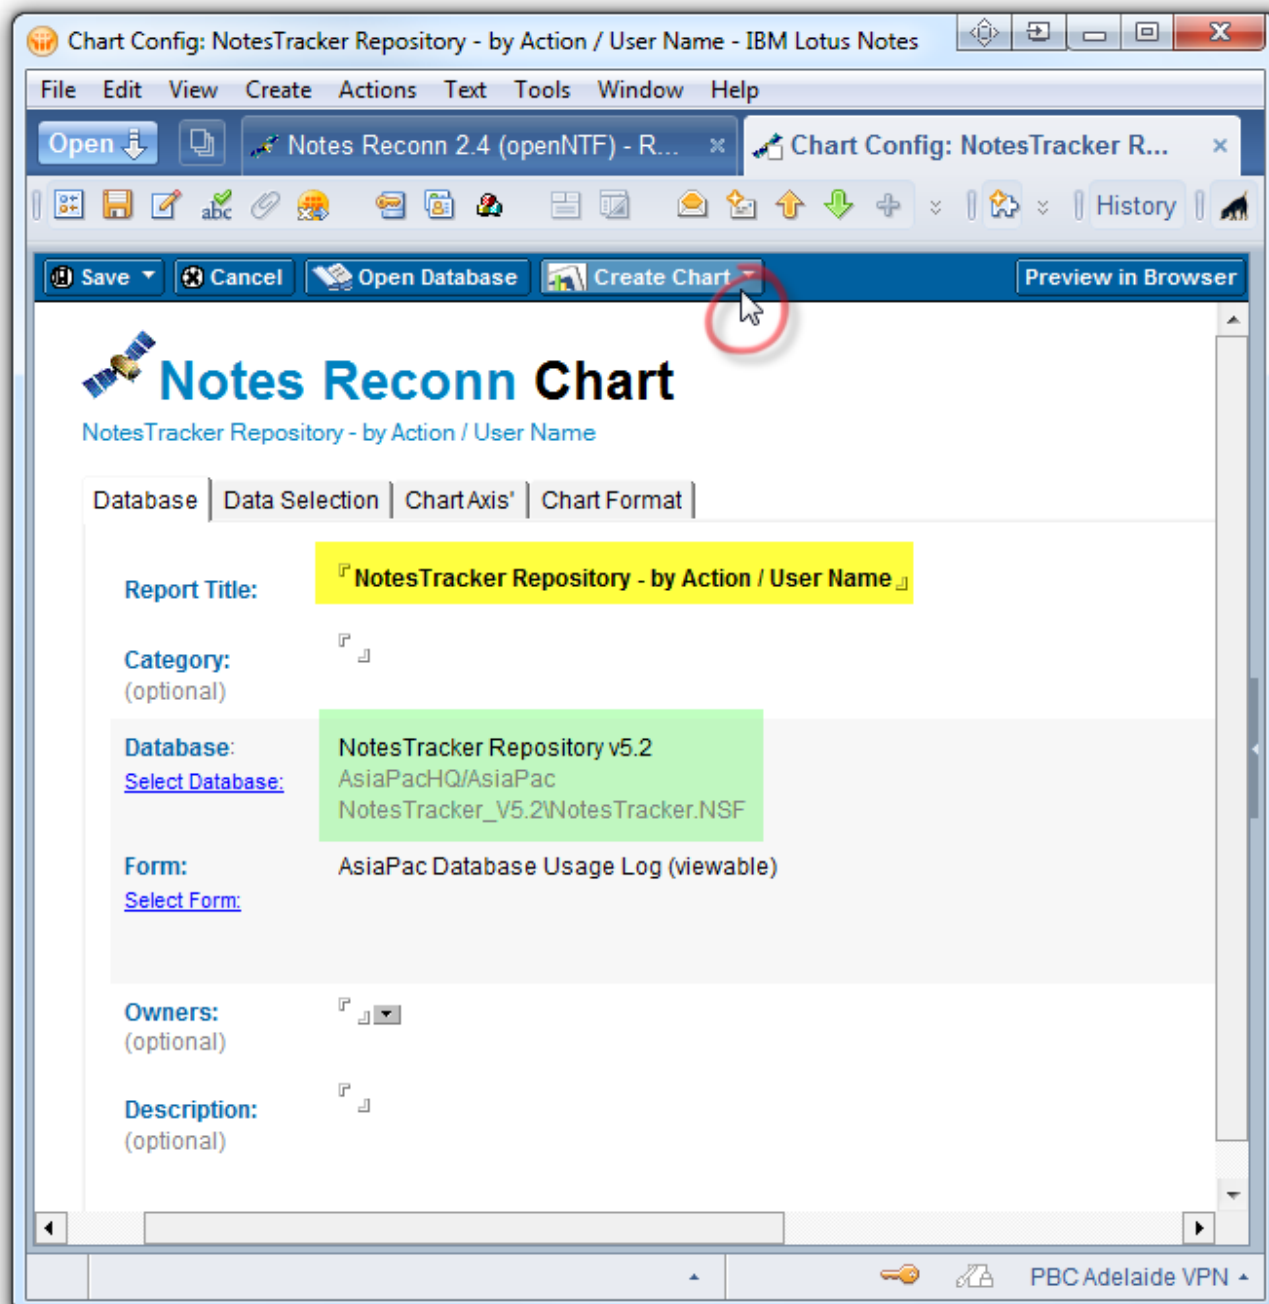 Chart Config: NotesTracker Repository - by Action / User Name - IBM Lotus Notes
File Edit View Create Actions Text Tools Window Help
Open Notes Reconn 2.4 (openNTF) - R... Chart Config: NotesTracker R...
abc History
Save Cancel Open Database Create Chart Preview in Browser
Notes Reconn Chart
NotesTracker Repository - by Action / User Name
Database Data Selection Chart Axis' Chart Format
Report Title: NotesTracker Repository - by Action / User Name
Category:
(optional)
Database: NotesTracker Repository v5.2
Select Database: AsiaPacHQ/AsiaPac
NotesTracker_V5.2\NotesTracker.NSF
Form: AsiaPac Database Usage Log (viewable)
Select Form:
Owners:
(optional)
Description:
(optional)
PBC Adelaide VPN